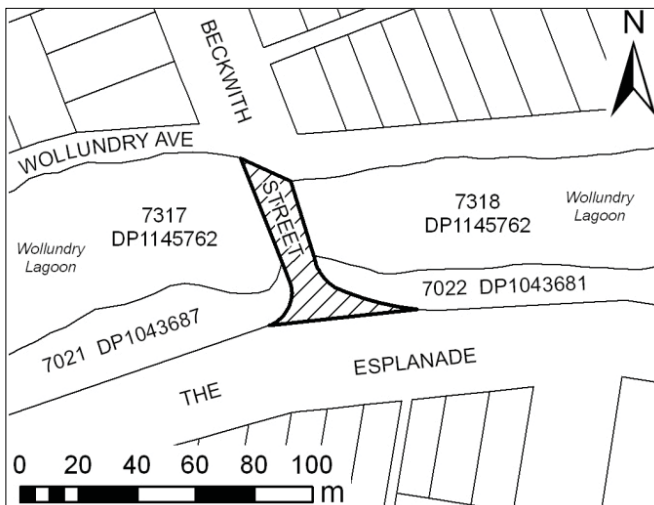 N
BECKWITH
STREET
WOLLUNDRY AVE
7317
DP1145762
7318
DP1145762
Wollundry
Lagoon
Wollundry
Lagoon
7022 DP1043681
7021 DP1043687
THE ESPLANADE
0 20 40 60 80 100
m